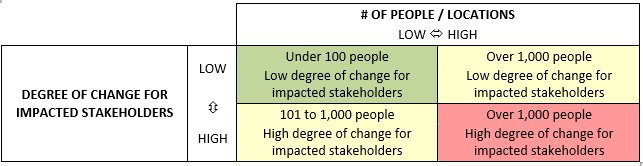 # OF PEOPLE / LOCATIONS
LOW ⇔ HIGH
DEGREE OF CHANGE FOR
IMPACTED STAKEHOLDERS
LOW
⇕
HIGH
Under 100 people
Low degree of change for
impacted stakeholders
Over 1,000 people
Low degree of change for
impacted stakeholders
101 to 1,000 people
High degree of change for
impacted stakeholders
Over 1,000 people
High degree of change for
impacted stakeholders